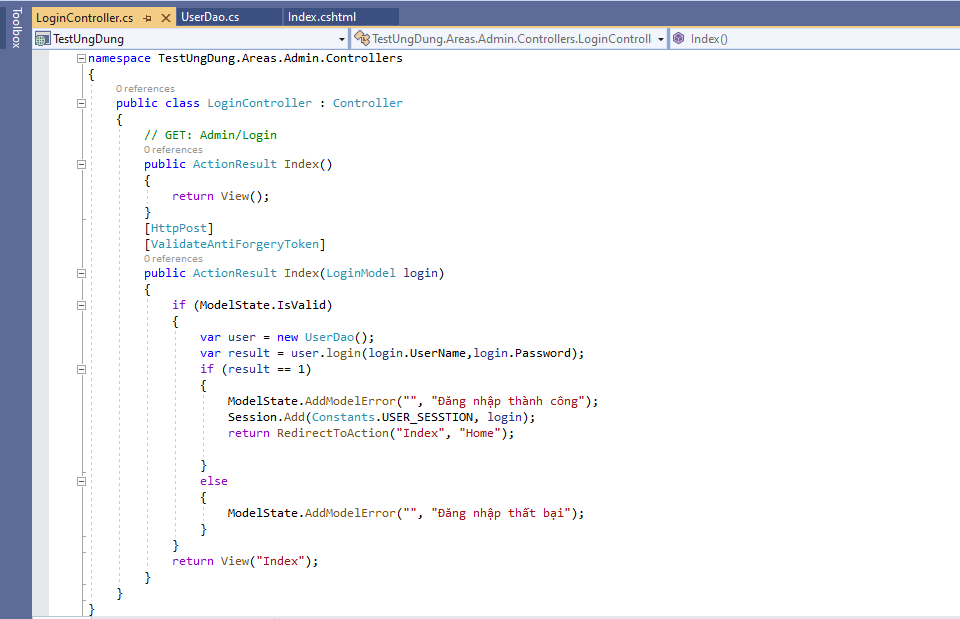 Toolbox
LoginController.cs UserDao.cs Index.cshtml
TestUngDung TestUngDung.Areas.Admin.Controllers.LoginControll Index()
namespace TestUngDung.Areas.Admin.Controllers
{
0 references
public class LoginController : Controller
{
// GET: Admin/Login
0 references
public ActionResult Index()
{
return View();
}
[HttpPost]
[ValidateAntiForgeryToken]
0 references
public ActionResult Index(LoginModel login)
{
if (ModelState.IsValid)
{
var user = new UserDao();
var result = user.login(login.UserName,login.Password);
if (result == 1)
{
ModelState.AddModelError("", "Đăng nhập thành công");
Session.Add(Constants.USER_SESSTION, login);
return RedirectToAction("Index", "Home");
}
else
{
ModelState.AddModelError("", "Đăng nhập thất bại");
}
}
return View("Index");
}
}
}